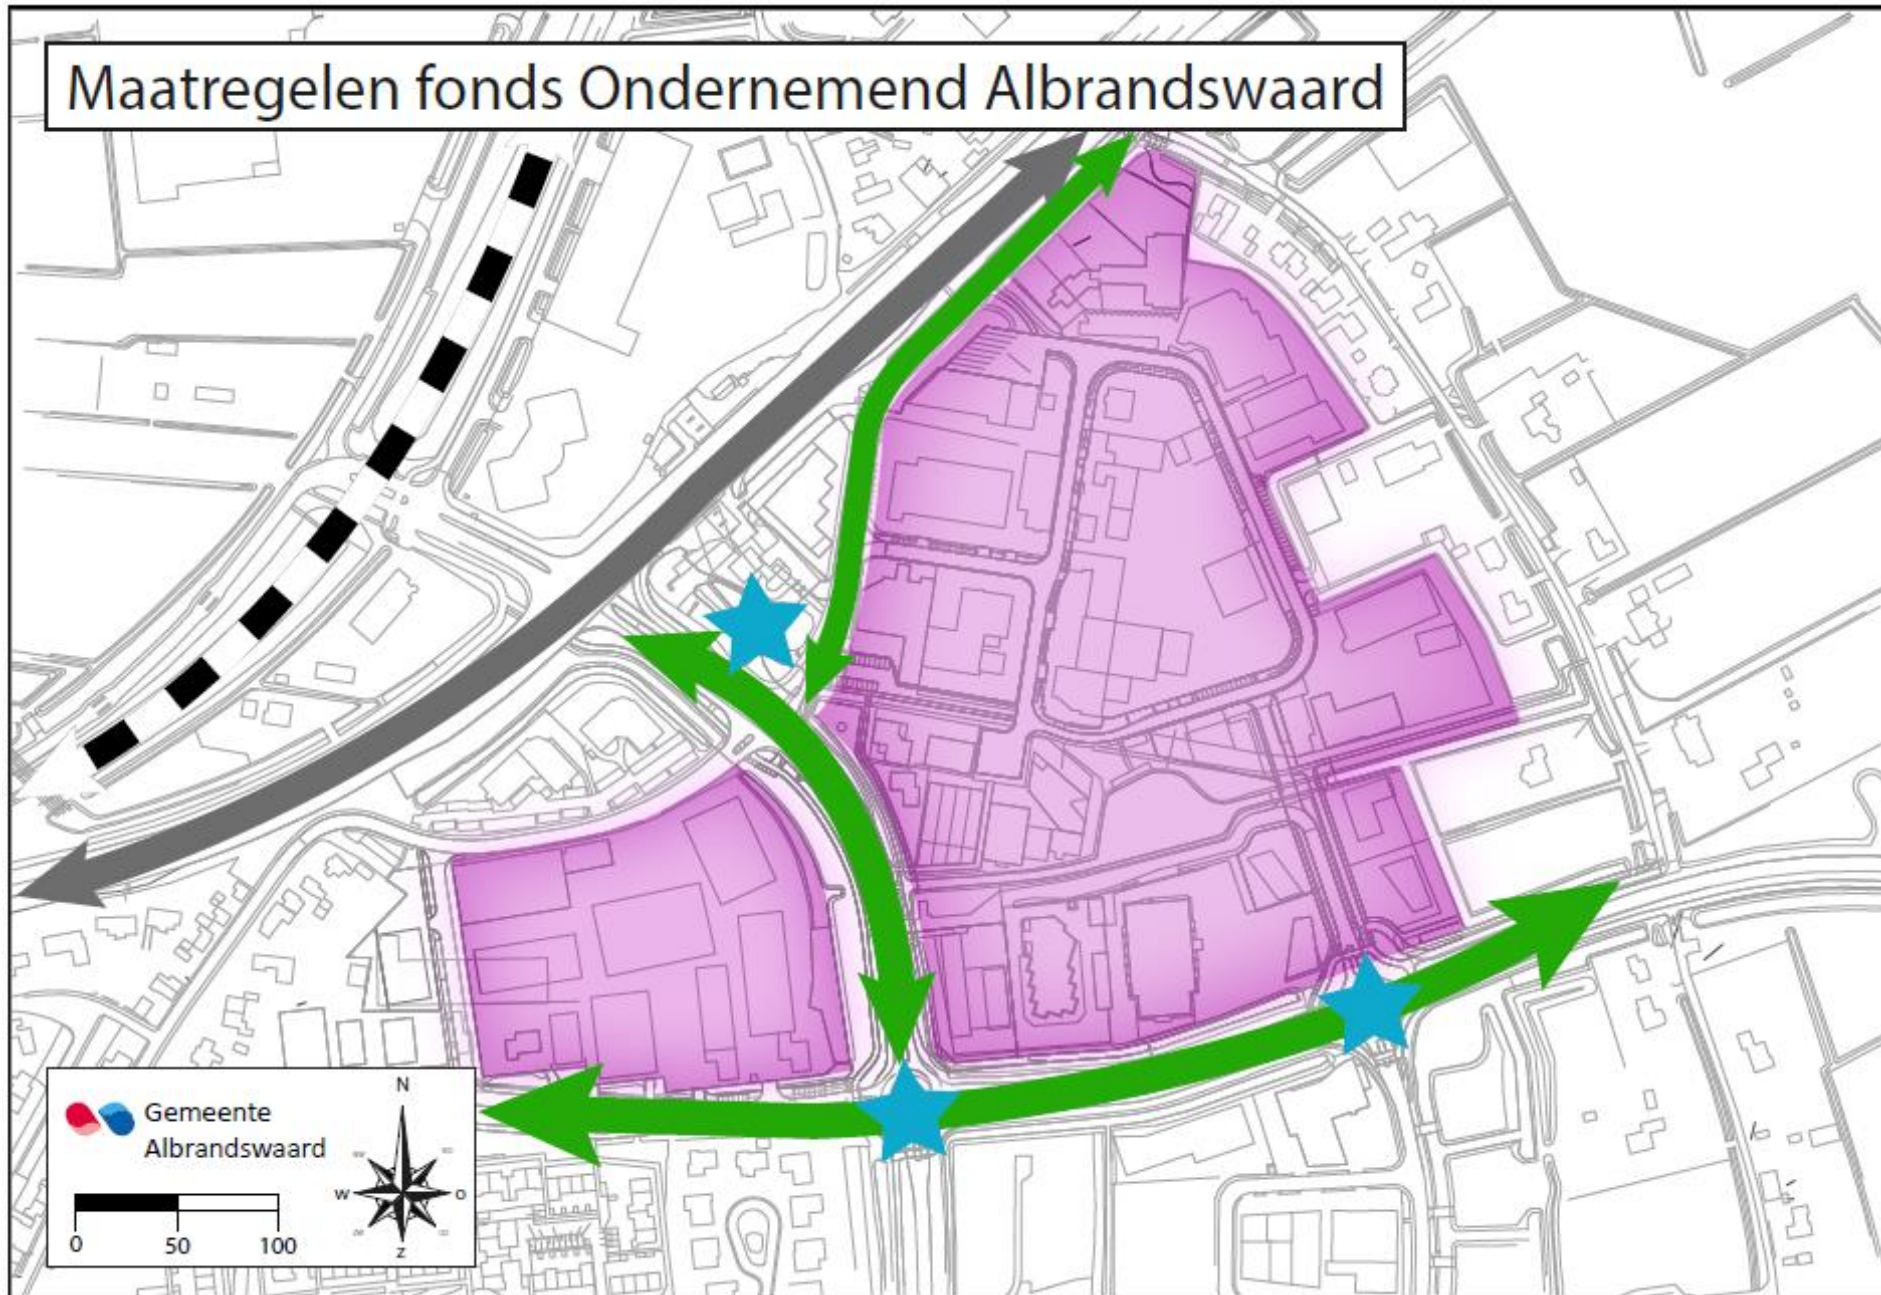 Maatregelen fonds Ondernemend Albrandswaard
Gemeente
Albrandswaard
N
W
O
Z
0 50 100